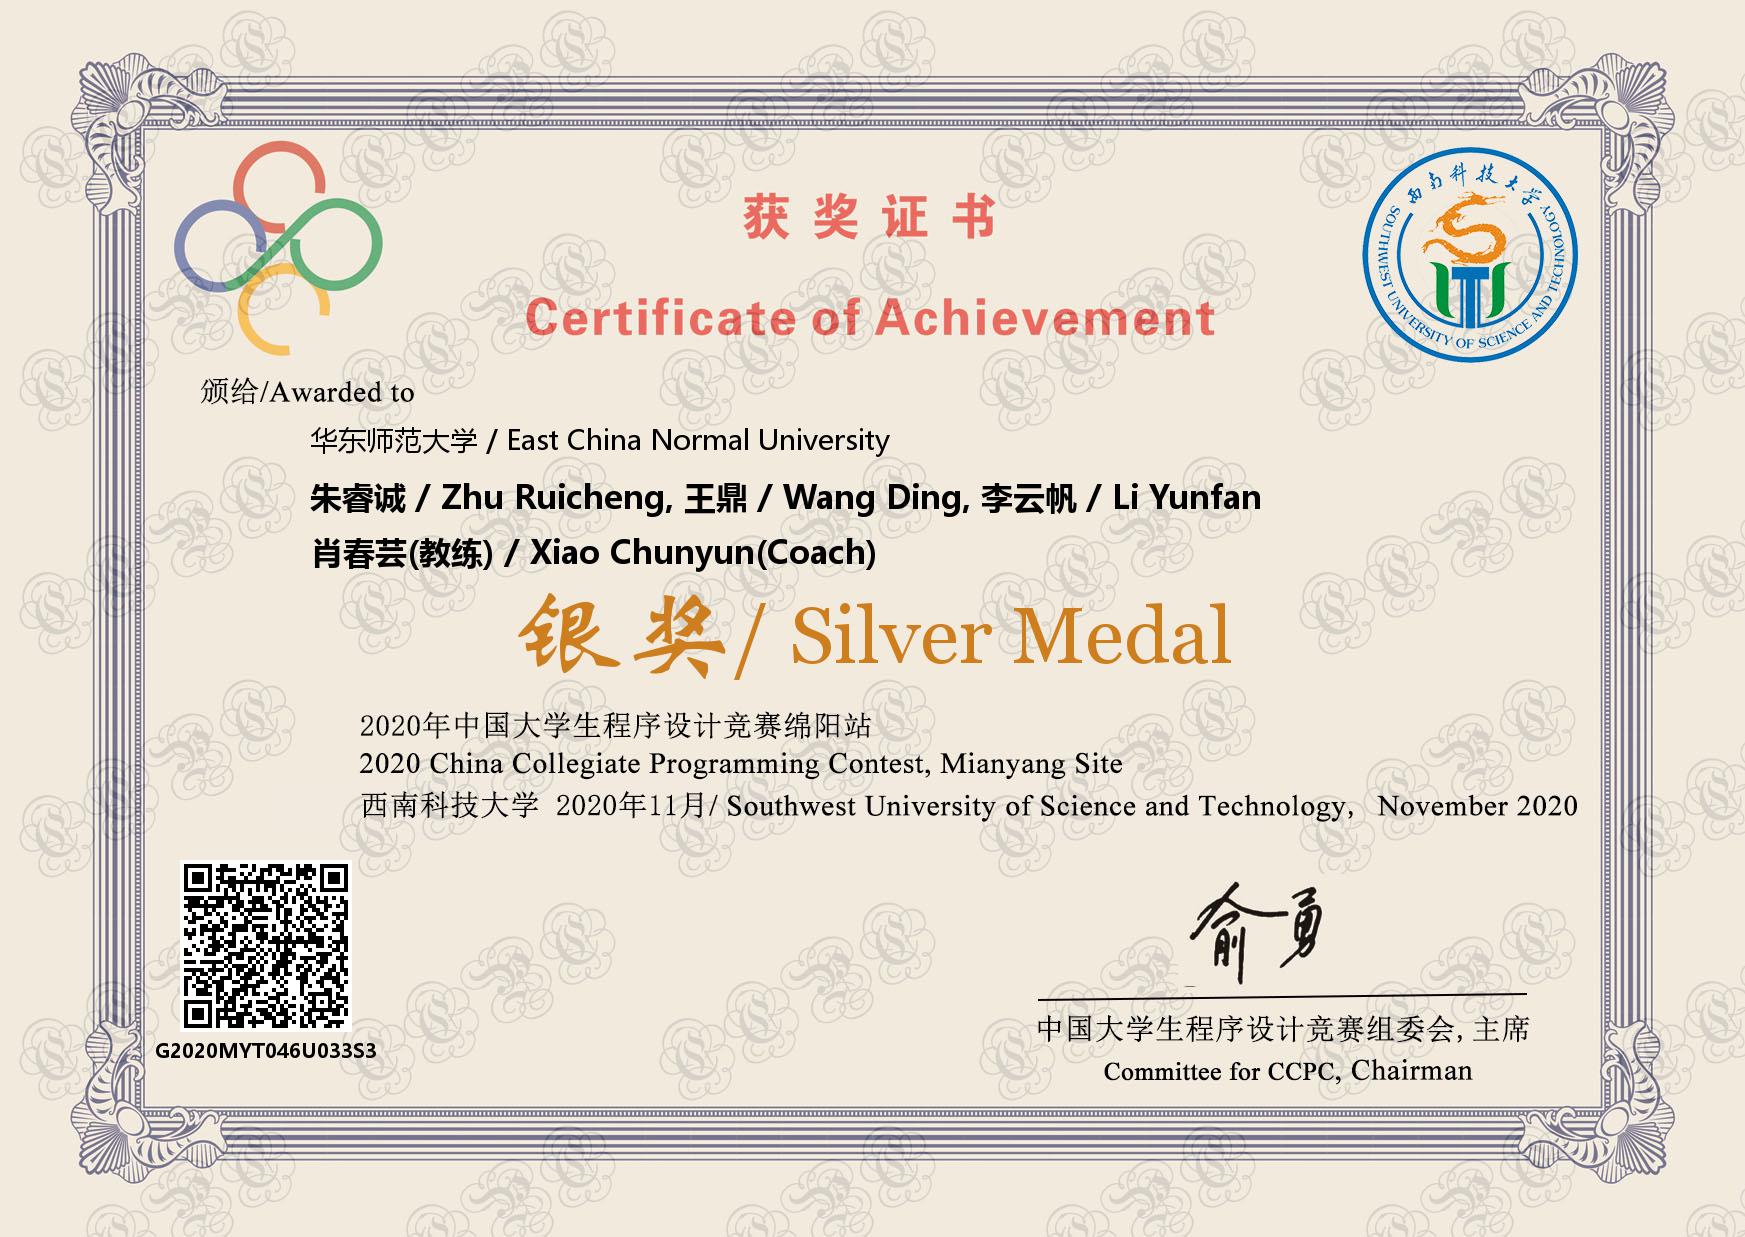 获奖证书
西南科技大学
SOUTHWEST UNIVERSITY OF SCIENCE AND TECHNOLOGY
Certificate of Achievement
颁给/Awarded to
华东师范大学 / East China Normal University
朱睿诚 / Zhu Ruicheng, 王鼎 / Wang Ding, 李云帆 / Li Yunfan
肖春芸(教练) / Xiao Chunyun(Coach)
银奖/ Silver Medal
2020年中国大学生程序设计竞赛绵阳站
2020 China Collegiate Programming Contest, Mianyang Site
西南科技大学 2020年11月/ Southwest University of Science and Technology, November 2020
俞勇
G2020MYT046U033S3
中国大学生程序设计竞赛组委会, 主席
Committee for CCPC, Chairman